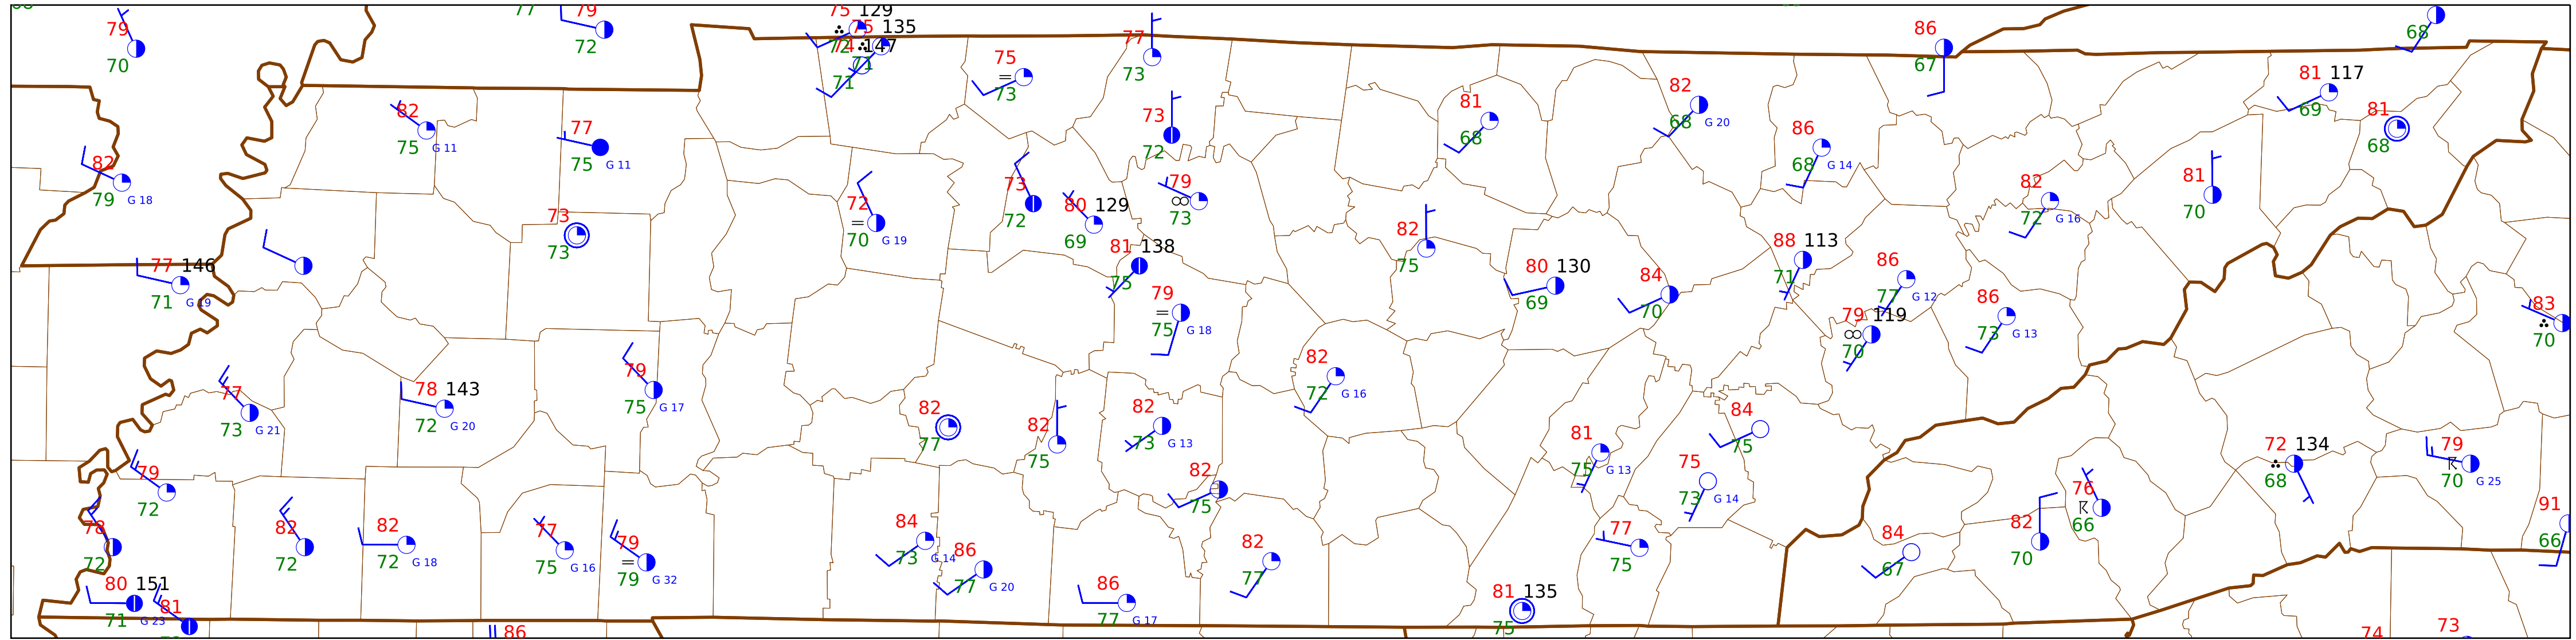 77 79 72
79 70
75 129 72
75 135 71
74 147 71
75 = 73
77 73
86 67
68
81 117 69
81 68
82 75 G 11
77 75 G 11
73 72
81 68
82 68 G 20
86 68 G 14
82 79 G 18
73 73
72 = 70 G 19
73 72
80 129 69
79 ∞ 73
82 75
82 72 G 16
81 70
77 146 71 G 19
81 138 75
79 = 75 G 18
80 130 69
84 70
88 113 71
86 77 G 12
79 119 ∞ 70
86 73 G 13
83 70
77 73 G 21
78 143 72 G 20
79 75 G 17
82 77
82 75
82 73 G 13
82 72 G 16
81 75 G 13
84 75
75 73 G 14
72 134 68
79 70 G 25
79 72
78 72
82 72
82 72 G 18
77 75 G 16
79 = 79 G 32
84 73 G 14
86 77 G 20
82 75
82 77
77 75
84 67
82 70
76 66
91 66
80 151 71 G 23
81
86
86 77 G 17
81 135 75
74 73